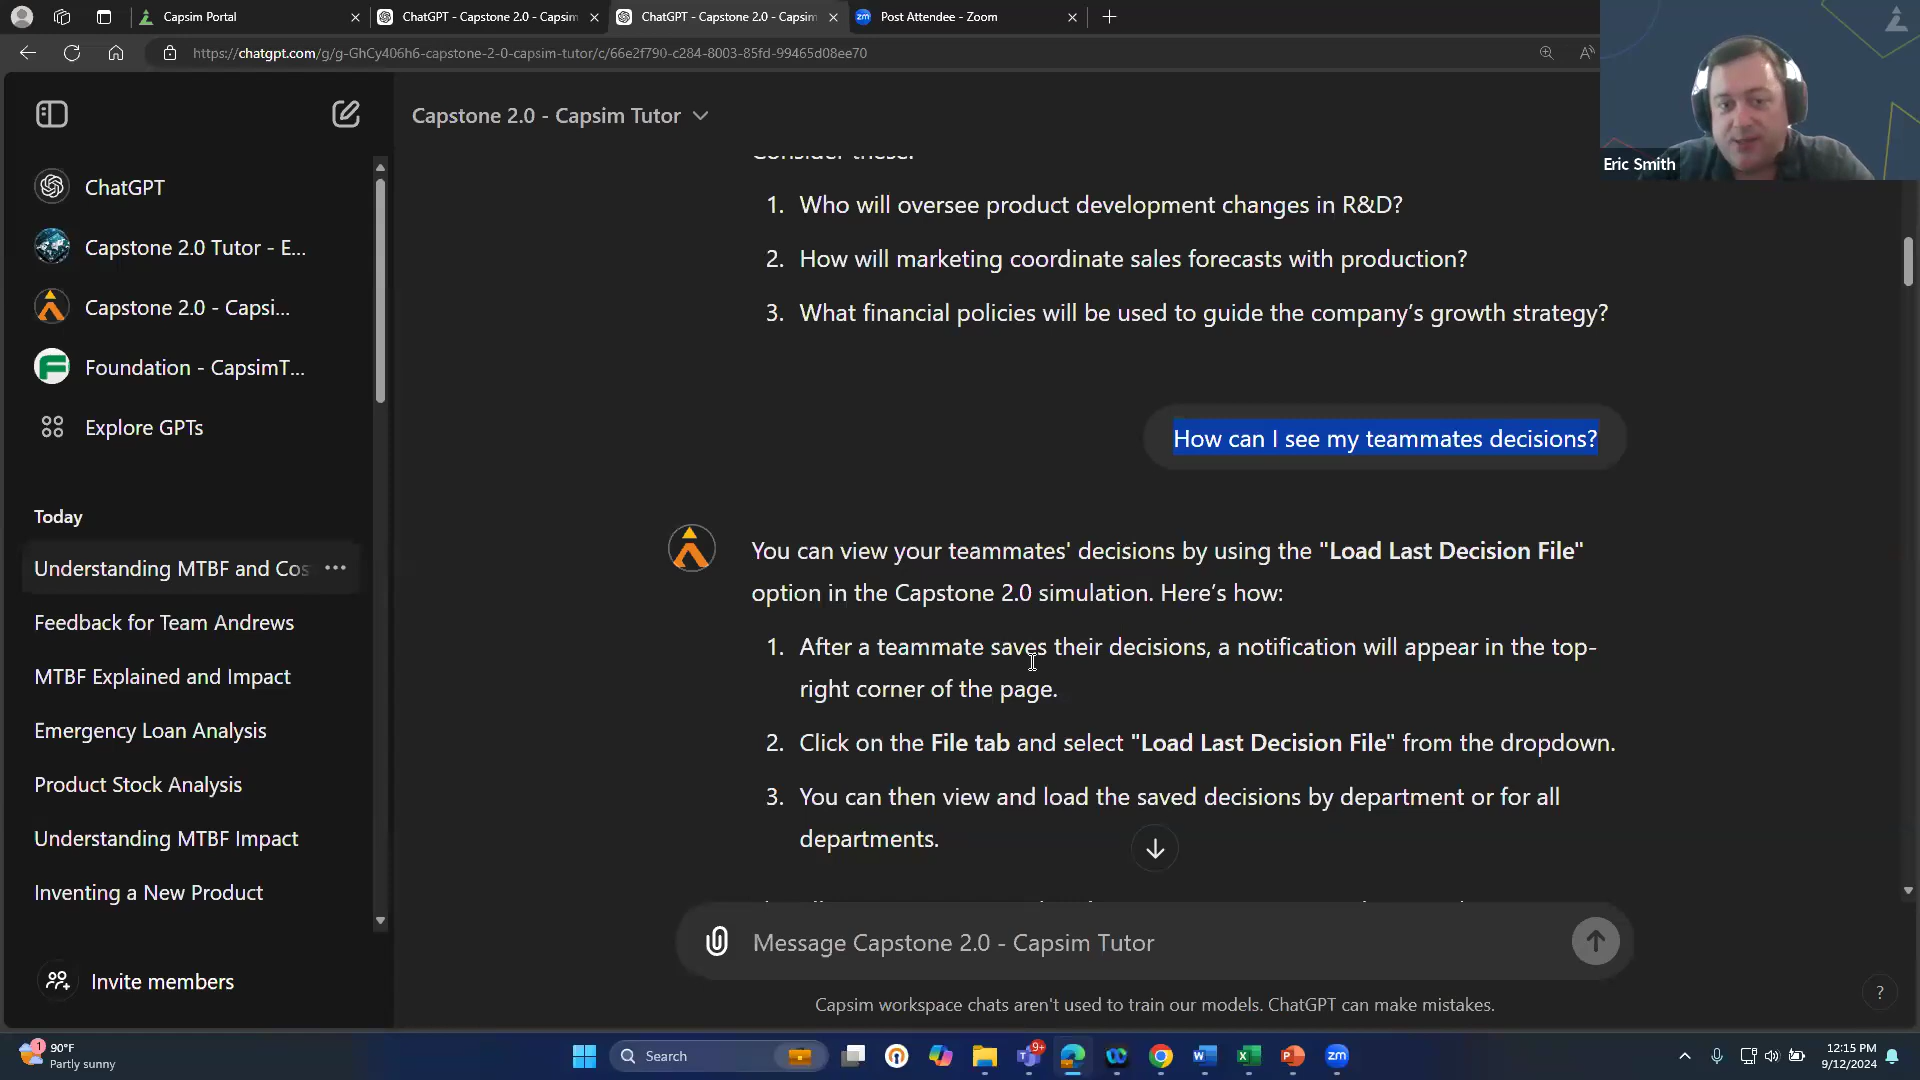 Capsim Portal
ChatGPT - Capstone 2.0 - Capsim
ChatGPT - Capstone 2.0 - Capsim
Post Attendee - Zoom
https://chatgpt.com/g/g-GhCy406h6-capstone-2-0-capsim-tutor/c/66e2f790-c284-8003-85fd-99465d08ee70
Eric Smith
ChatGPT
Capstone 2.0 Tutor - E...
Capstone 2.0 - Capsi...
Foundation - CapsimT...
Explore GPTs
Today
Understanding MTBF and Cos
Feedback for Team Andrews
MTBF Explained and Impact
Emergency Loan Analysis
Product Stock Analysis
Understanding MTBF Impact
Inventing a New Product
Invite members
Capstone 2.0 - Capsim Tutor
Consider these:
1. Who will oversee product development changes in R&D?
2. How will marketing coordinate sales forecasts with production?
3. What financial policies will be used to guide the company's growth strategy?
How can I see my teammates decisions?
You can view your teammates' decisions by using the "Load Last Decision File"
option in the Capstone 2.0 simulation. Here's how:
1. After a teammate saves their decisions, a notification will appear in the top-
right corner of the page.
2. Click on the File tab and select "Load Last Decision File" from the dropdown.
3. You can then view and load the saved decisions by department or for all
departments.
Message Capstone 2.0 - Capsim Tutor
Capsim workspace chats aren't used to train our models. ChatGPT can make mistakes.
?
1
90°F
Partly sunny
Search
9+
12:15 PM
9/12/2024